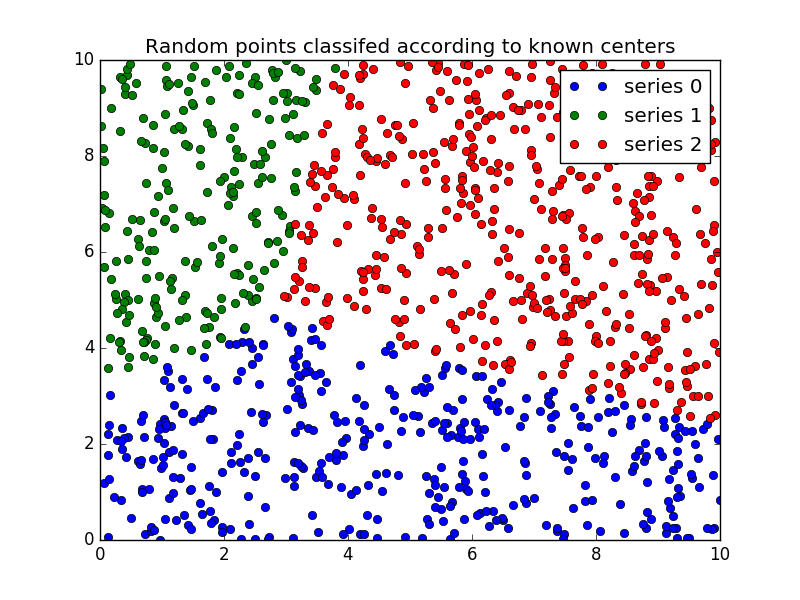 Random points classifed according to known centers
10
8
6
4
2
0
series 0
series 1
series 2
0 2 4 6 8 10